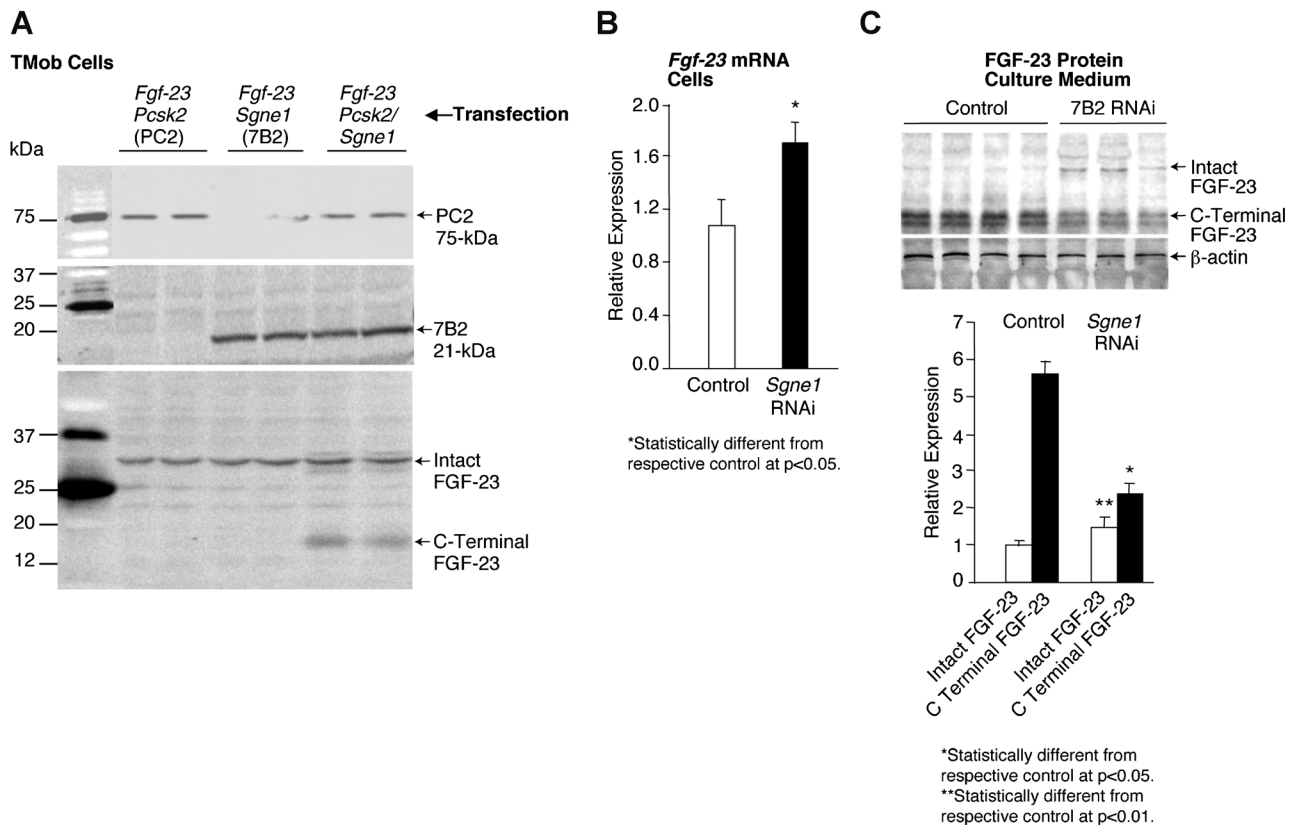 A
TMob Cells
Fgf-23 Fgf-23 Fgf-23
Pcsk2 Sgne1 Pcsk2/
(PC2) (7B2) Sgne1
←Transfection
kDa
75
←PC2
75-kDa
37
25
20
←7B2
21-kDa
37
25
20
12
←Intact
FGF-23
←C-Terminal
FGF-23
B
Fgf-23 mRNA
Cells
Relative Expression
2.0
1.6
1.2
0.8
0.4
0.0
*
Control Sgne1
RNAi
*Statistically different from
respective control at p<0.05.
C
FGF-23 Protein
Culture Medium
Control 7B2 RNAi
←Intact
FGF-23
←C-Terminal
FGF-23
←β-actin
Relative Expression
7
6
5
4
3
2
1
0
Control Sgne1
RNAi
**
*
Intact FGF-23
C Terminal FGF-23
Intact FGF-23
C Terminal FGF-23
*Statistically different from
respective control at p<0.05.
**Statistically different from
respective control at p<0.01.